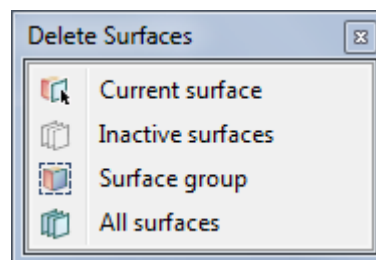 Delete Surfaces
Current surface
Inactive surfaces
Surface group
All surfaces